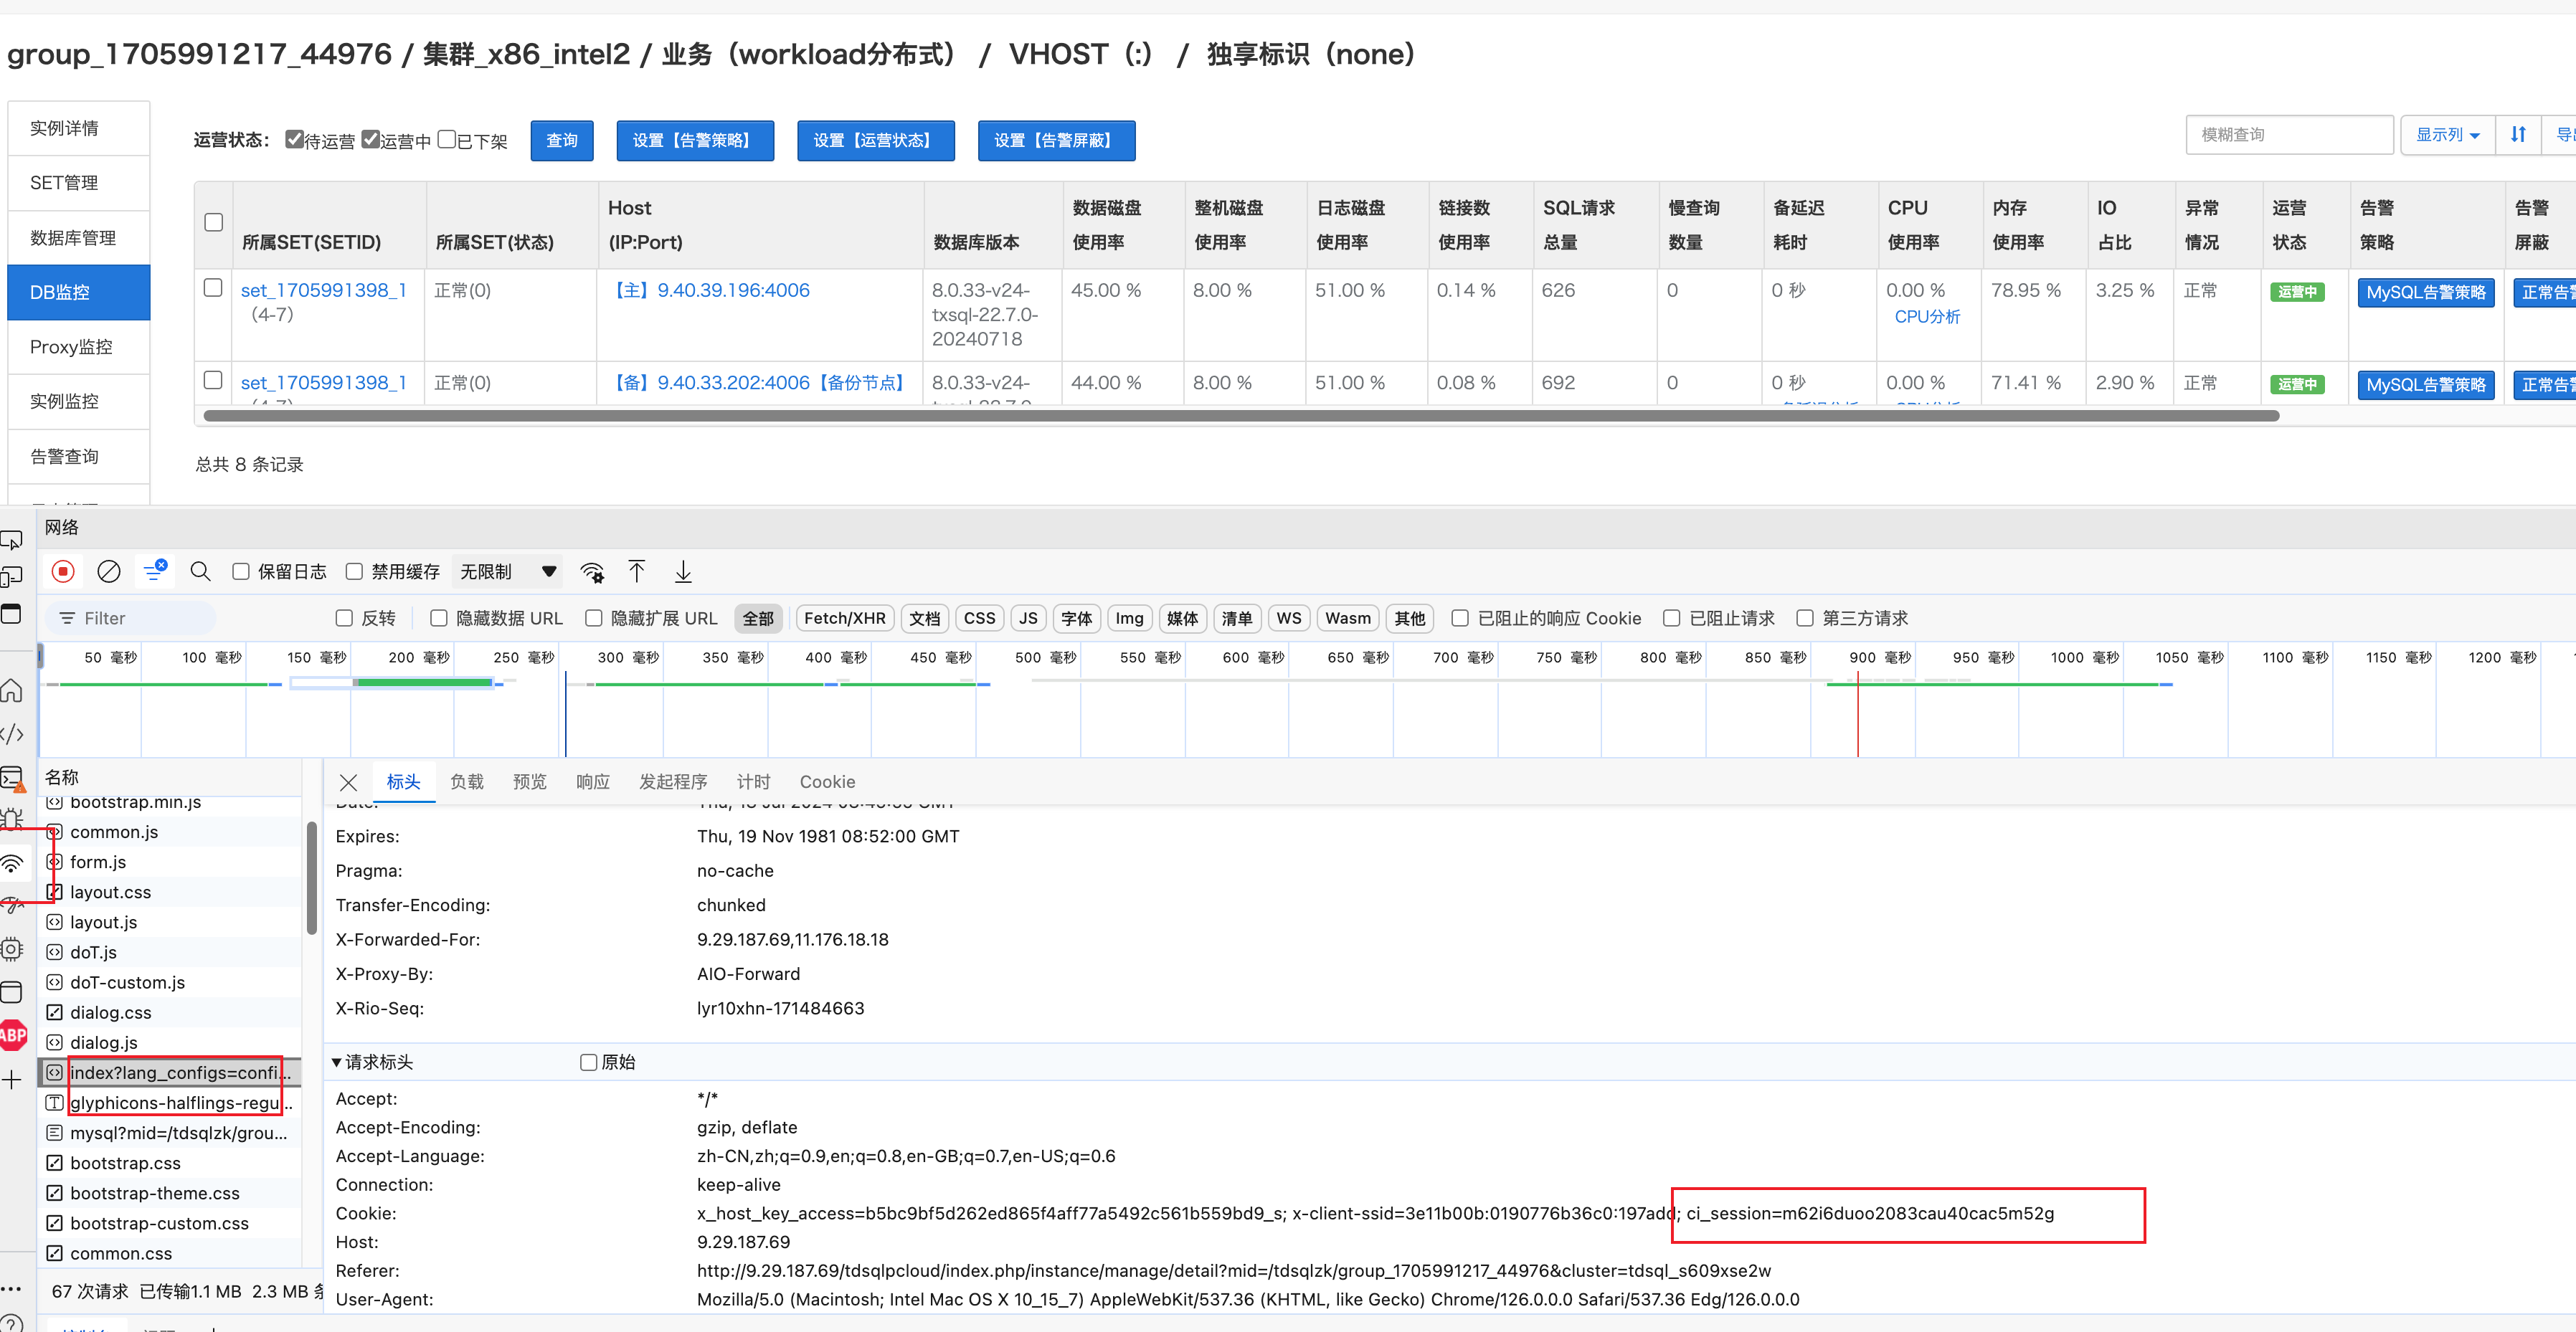 group_1705991217_44976 / 集群_x86_intel2 / 业务（workload分布式） / VHOST（:） / 独享标识（none）
实例详情
SET管理
数据库管理
DB监控
Proxy监控
实例监控
告警查询
运营状态： 待运营 运营中 已下架 查询 设置【告警策略】 设置【运营状态】 设置【告警屏蔽】 模糊查询 显示列
所属SET(SETID) 所属SET(状态) Host (IP:Port) 数据库版本 数据磁盘使用率 整机磁盘使用率 日志磁盘使用率 链接数使用率 SQL请求总量 慢查询数量 备延迟耗时 CPU使用率 内存使用率 IO占比 异常情况 运营状态 告警策略 告警屏蔽
set_1705991398_1 正常(0) 【主】9.40.39.196:4006 8.0.33-v24- 45.00 % 8.00 % 51.00 % 0.14 % 626 0 0 秒 0.00 % 78.95 % 3.25 % 正常 运营中 MySQL告警策略 正常告
（4-7） txsql-22.7.0- CPU分析
20240718
set_1705991398_1 正常(0) 【备】9.40.33.202:4006【备份节点】 8.0.33-v24- 44.00 % 8.00 % 51.00 % 0.08 % 692 0 0 秒 0.00 % 71.41 % 2.90 % 正常 运营中 MySQL告警策略 正常告
总共 8 条记录
网络
保留日志 禁用缓存 无限制
Filter 反转 隐藏数据 URL 隐藏扩展 URL 全部 Fetch/XHR 文档 CSS JS 字体 Img 媒体 清单 WS Wasm 其他 已阻止的响应 Cookie 已阻止请求 第三方请求
50 毫秒 100 毫秒 150 毫秒 200 毫秒 250 毫秒 300 毫秒 350 毫秒 400 毫秒 450 毫秒 500 毫秒 550 毫秒 600 毫秒 650 毫秒 700 毫秒 750 毫秒 800 毫秒 850 毫秒 900 毫秒 950 毫秒 1000 毫秒 1050 毫秒 1100 毫秒 1150 毫秒 1200 毫秒
名称
bootstrap.min.js
common.js
form.js
layout.css
layout.js
doT.js
doT-custom.js
dialog.css
dialog.js
index?lang_configs=confi...
glyphicons-halflings-regu...
mysql?mid=/tdsqlzk/grou...
bootstrap.css
bootstrap-theme.css
bootstrap-custom.css
common.css
67 次请求 已传输1.1 MB 2.3 MB
ABP
标头 负载 预览 响应 发起程序 计时 Cookie
Expires: Thu, 19 Nov 1981 08:52:00 GMT
Pragma: no-cache
Transfer-Encoding: chunked
X-Forwarded-For: 9.29.187.69,11.176.18.18
X-Proxy-By: AIO-Forward
X-Rio-Seq: lyr10xhn-171484663
请求标头 原始
Accept: */*
Accept-Encoding: gzip, deflate
Accept-Language: zh-CN,zh;q=0.9,en;q=0.8,en-GB;q=0.7,en-US;q=0.6
Connection: keep-alive
Cookie: x_host_key_access=b5bc9bf5d262ed865f4aff77a5492c561b559bd9_s; x-client-ssid=3e11b00b:0190776b36c0:197add; ci_session=m62i6duoo2083cau40cac5m52g
Host: 9.29.187.69
Referer: http://9.29.187.69/tdsqlpcloud/index.php/instance/manage/detail?mid=/tdsqlzk/group_1705991217_44976&cluster=tdsql_s609xse2w
User-Agent: Mozilla/5.0 (Macintosh; Intel Mac OS X 10_15_7) AppleWebKit/537.36 (KHTML, like Gecko) Chrome/126.0.0.0 Safari/537.36 Edg/126.0.0.0